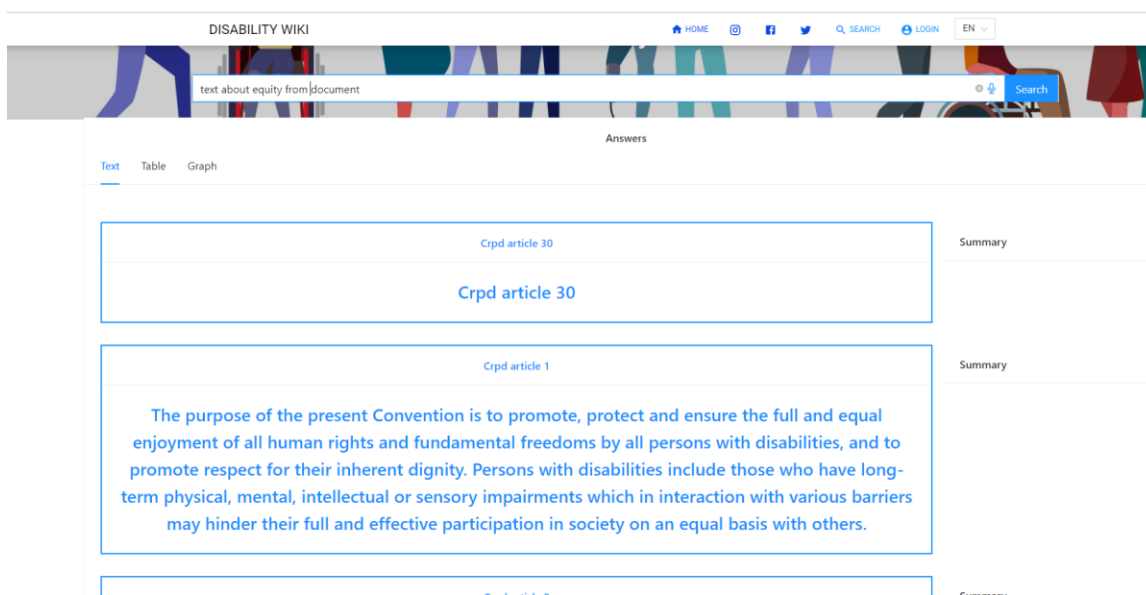 DISABILITY WIKI HOME SEARCH LOGIN EN
text about equity from document Search
Answers
Text Table Graph
Crpd article 30
Crpd article 30
Summary
Crpd article 1
The purpose of the present Convention is to promote, protect and ensure the full and equal
enjoyment of all human rights and fundamental freedoms by all persons with disabilities, and to
promote respect for their inherent dignity. Persons with disabilities include those who have long-
term physical, mental, intellectual or sensory impairments which in interaction with various barriers
may hinder their full and effective participation in society on an equal basis with others.
Summary